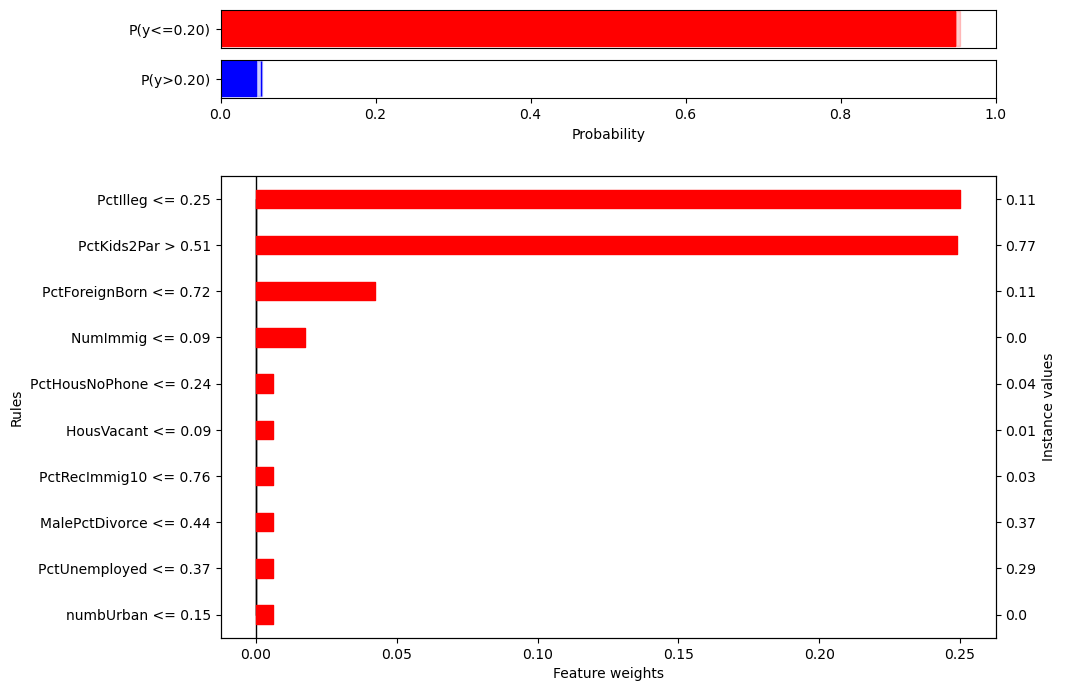 P(y<=0.20)
P(y>0.20)
0.0 0.2 0.4 0.6 0.8 1.0
Probability
Rules
PctIlleg <= 0.25 0.11
PctKids2Par > 0.51 0.77
PctForeignBorn <= 0.72 0.11
NumImmig <= 0.09 0.0
PctHousNoPhone <= 0.24 0.04
HousVacant <= 0.09 0.01
PctRecImmig10 <= 0.76 0.03
MalePctDivorce <= 0.44 0.37
PctUnemployed <= 0.37 0.29
numbUrban <= 0.15 0.0
Instance values
0.00 0.05 0.10 0.15 0.20 0.25
Feature weights